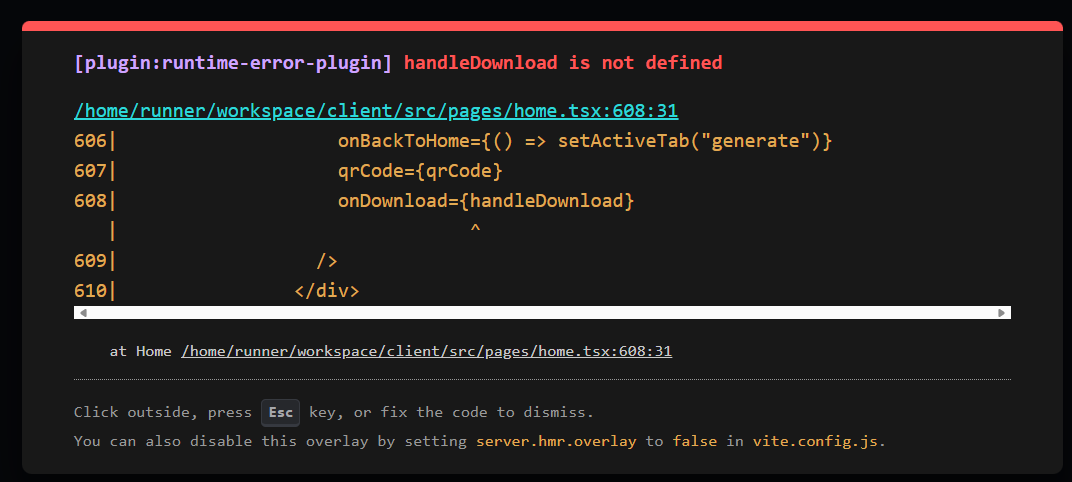 [plugin:runtime-error-plugin] handleDownload is not defined
/home/runner/workspace/client/src/pages/home.tsx:608:31
606|                    onBackToHome={() => setActiveTab("generate")}
607|                    qrCode={qrCode}
608|                    onDownload={handleDownload}
   |                                ^
609|                  />
610|                </div>
at Home /home/runner/workspace/client/src/pages/home.tsx:608:31
Click outside, press Esc key, or fix the code to dismiss.
You can also disable this overlay by setting server.hmr.overlay to false in vite.config.js.